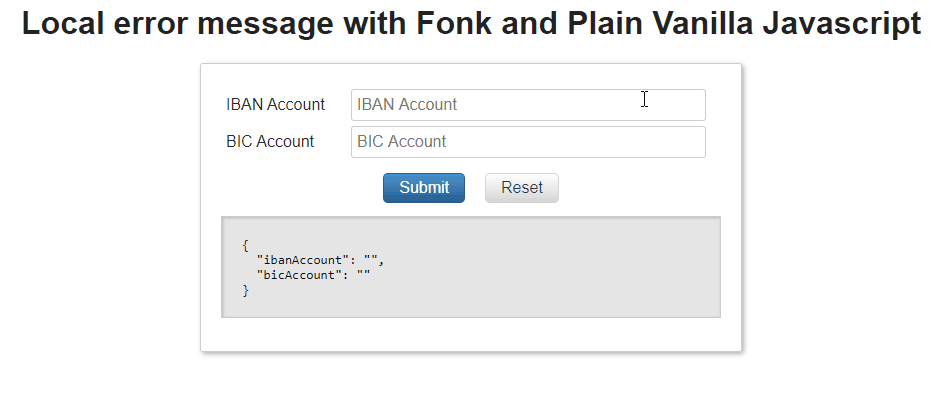 Local error message with Fonk and Plain Vanilla Javascript
IBAN Account IBAN Account
BIC Account BIC Account
Submit Reset
{
  "ibanAccount": "",
  "bicAccount": ""
}